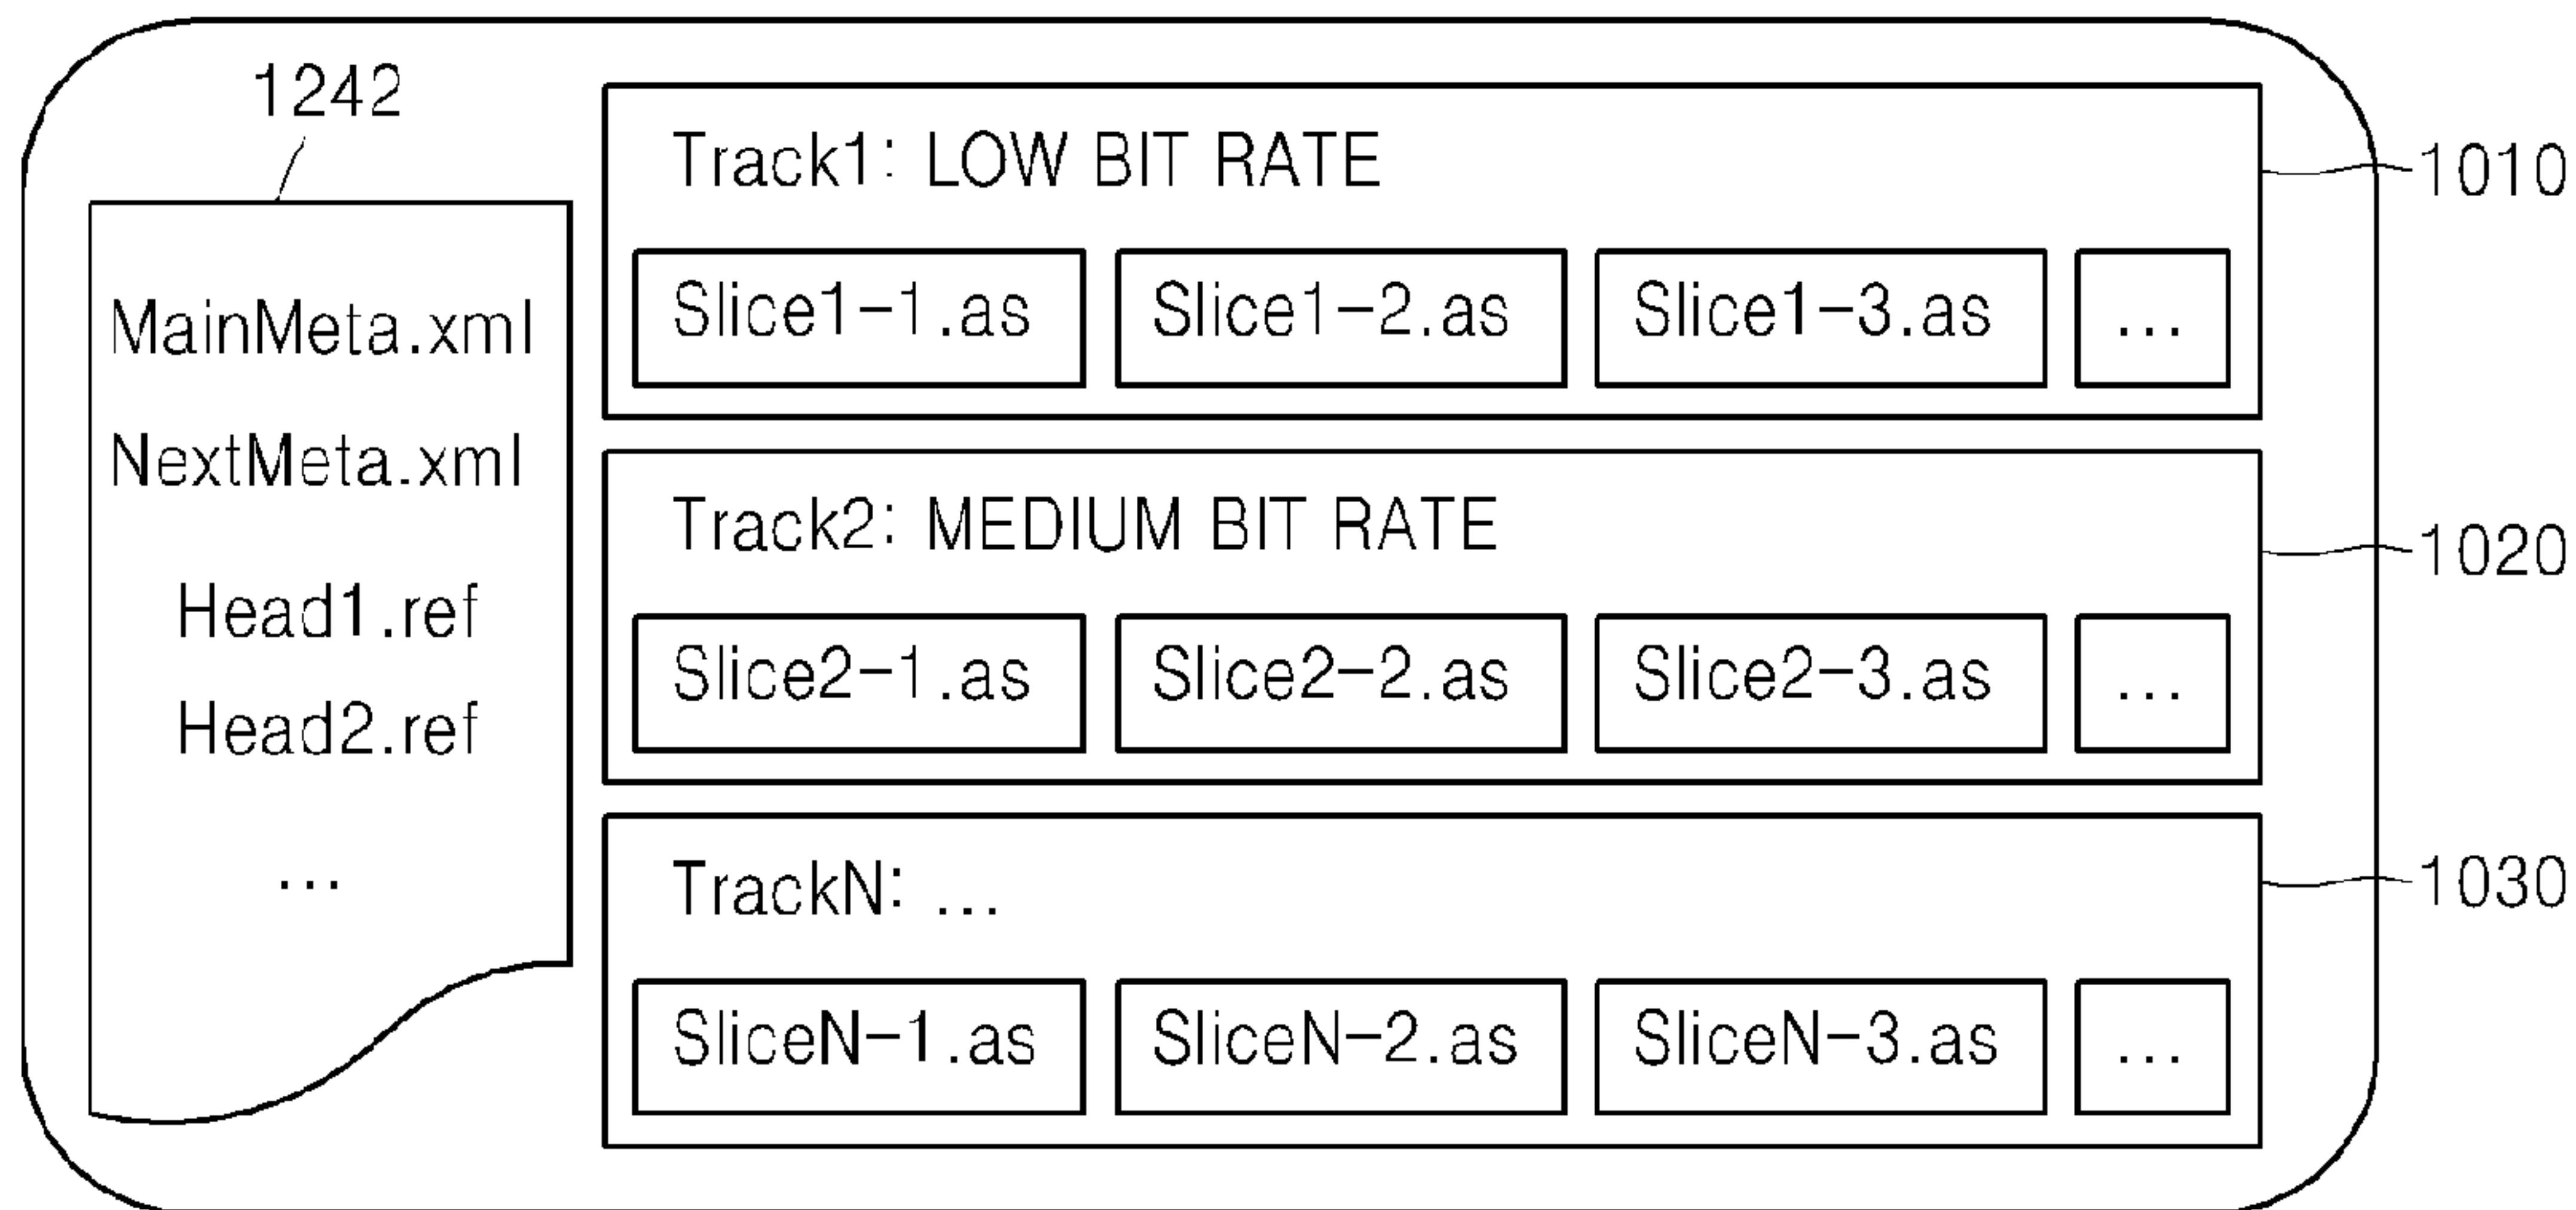 1242
MainMeta.xml
NextMeta.xml
Head1.ref
Head2.ref
...
Track1: LOW BIT RATE
1010
Slice1-1.as
Slice1-2.as
Slice1-3.as
...
Track2: MEDIUM BIT RATE
1020
Slice2-1.as
Slice2-2.as
Slice2-3.as
...
TrackN: ...
1030
SliceN-1.as
SliceN-2.as
SliceN-3.as
...